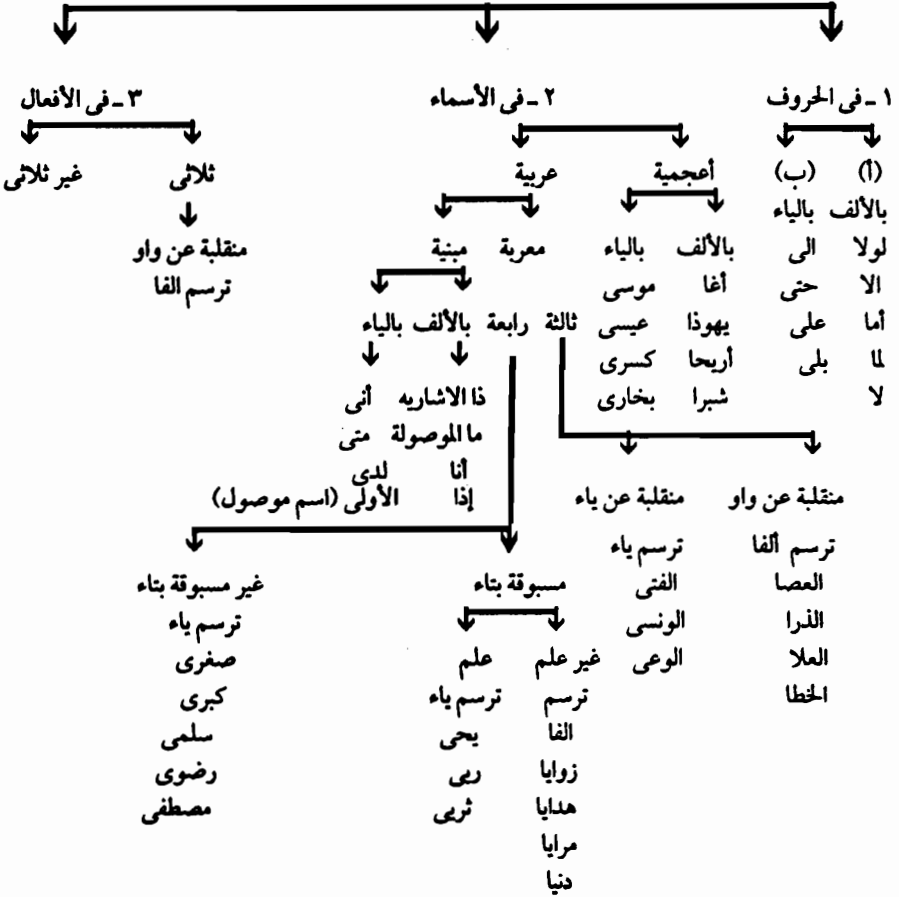 ١ - فى الحروف
٢ - فى الأسماء
٣ - فى الأفعال
(أ)
بالألف
لولا
الا
أما
لما
لا
(ب)
بالياء
الى
حتى
على
بلى
أعجمية
بالألف
أغا
يهوذا
أريحا
شبرا
بالياء
موسى
عيسى
كسرى
بخارى
عربية
معربة
ثالثة
منقلبة عن واو
ترسم ألفا
العصا
الذرا
العلا
الخطا
منقلبة عن ياء
ترسم ياء
الفتى
الونسى
الوعى
رابعة
مسبوقة بتاء
غير علم
ترسم
الفا
زوايا
هدايا
مرايا
دنيا
علم
ترسم ياء
يحى
ربى
ثربى
غير مسبوقة بتاء
ترسم ياء
صغرى
كبرى
سلمى
رضوى
مصطفى
مبنية
بالألف
ذا الاشاريه
ما الموصولة
أنا
إذا
بالياء
أنى
متى
لدى
الأولى (اسم موصول)
ثلاثى
منقلبة عن واو
ترسم الفا
غير ثلاثى